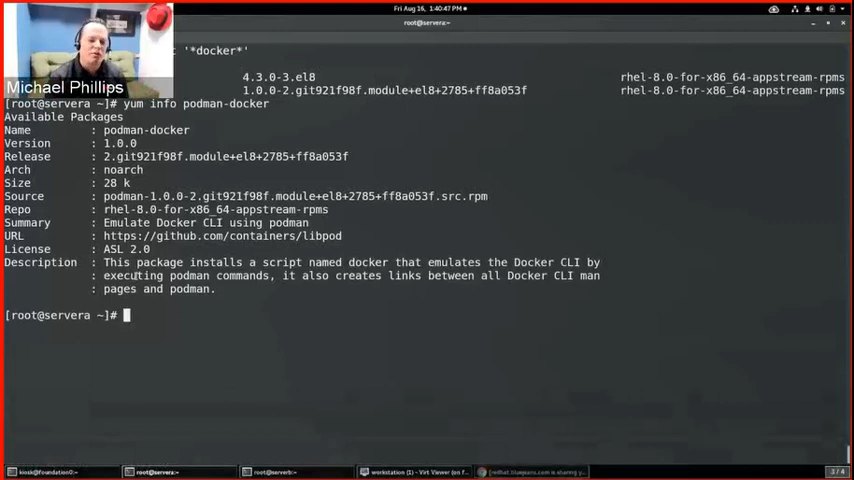 Fri Aug 16, 1:40:47 PM
root@servera:~
'*docker*'
Michael Phillips
4.3.0-3.el8 rhel-8.0-for-x86_64-appstream-rpms
1.0.0-2.git921f98f.module+el8+2785+ff8a053f rhel-8.0-for-x86_64-appstream-rpms
[root@servera ~]# yum info podman-docker
Available Packages
Name : podman-docker
Version : 1.0.0
Release : 2.git921f98f.module+el8+2785+ff8a053f
Arch : noarch
Size : 28 k
Source : podman-1.0.0-2.git921f98f.module+el8+2785+ff8a053f.src.rpm
Repo : rhel-8.0-for-x86_64-appstream-rpms
Summary : Emulate Docker CLI using podman
URL : https://github.com/containers/libpod
License : ASL 2.0
Description : This package installs a script named docker that emulates the Docker CLI by
: executing podman commands, it also creates links between all Docker CLI man
: pages and podman.
[root@servera ~]#
kiosk@foundation0:~ root@servera:~ root@serverb:~ workstation (1) - Virt Viewer (on f... redhat.bluejeans.com is sharing y... 3 / 4